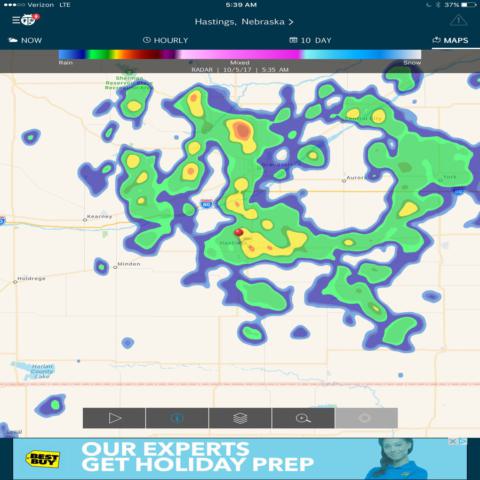 Verizon LTE
5:39 AM
37%
Hastings, Nebraska >
NOW
HOURLY
10 DAY
MAPS
Rain
Mixed
Snow
RADAR | 10/5/17 | 5:35 AM
Sherman
Reservoir
Central City
Aurora
York
80
Kearney
Hastings
Minden
Holdrege
Harlan
County
Lake
BEST
BUY
OUR EXPERTS
GET HOLIDAY PREP